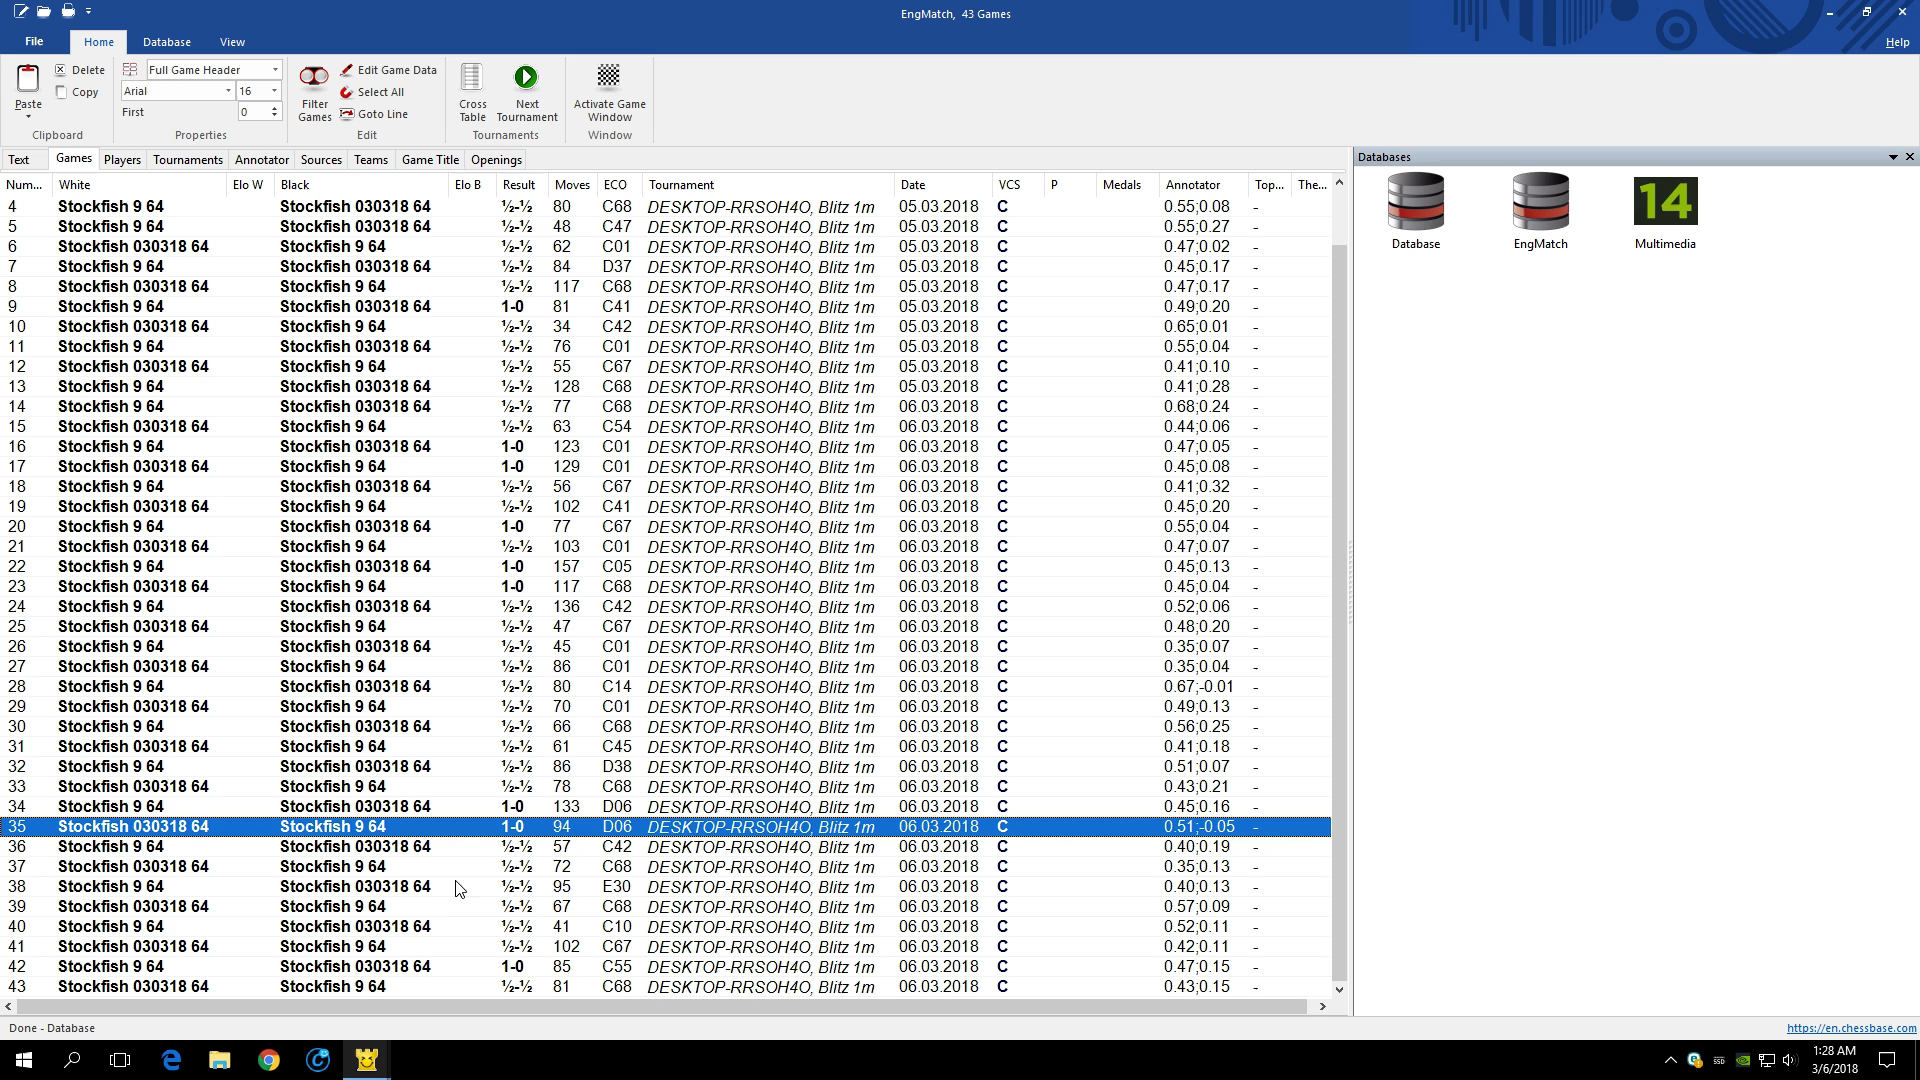 EngMatch, 43 Games
File Home Database View Help
Paste Delete Copy Clipboard
Full Game Header Arial 16 First 0 Properties
Filter Games Edit Game Data Select All Goto Line Edit
Cross Table Next Tournament Tournaments
Activate Game Window Window
Text Games Players Tournaments Annotator Sources Teams Game Title Openings
Databases
Database EngMatch 14 Multimedia
Num... White Elo W Black Elo B Result Moves ECO Tournament Date VCS P Medals Annotator Top... The...
4 Stockfish 9 64 Stockfish 030318 64 ½-½ 80 C68 DESKTOP-RRSOH4O, Blitz 1m 05.03.2018 C 0.55;0.08 -
5 Stockfish 9 64 Stockfish 030318 64 ½-½ 48 C47 DESKTOP-RRSOH4O, Blitz 1m 05.03.2018 C 0.55;0.27 -
6 Stockfish 030318 64 Stockfish 9 64 ½-½ 62 C01 DESKTOP-RRSOH4O, Blitz 1m 05.03.2018 C 0.47;0.02 -
7 Stockfish 9 64 Stockfish 030318 64 ½-½ 84 D37 DESKTOP-RRSOH4O, Blitz 1m 05.03.2018 C 0.45;0.17 -
8 Stockfish 030318 64 Stockfish 9 64 ½-½ 117 C68 DESKTOP-RRSOH4O, Blitz 1m 05.03.2018 C 0.47;0.17 -
9 Stockfish 9 64 Stockfish 030318 64 1-0 81 C41 DESKTOP-RRSOH4O, Blitz 1m 05.03.2018 C 0.49;0.20 -
10 Stockfish 030318 64 Stockfish 9 64 ½-½ 34 C42 DESKTOP-RRSOH4O, Blitz 1m 05.03.2018 C 0.65;0.01 -
11 Stockfish 9 64 Stockfish 030318 64 ½-½ 76 C01 DESKTOP-RRSOH4O, Blitz 1m 05.03.2018 C 0.55;0.04 -
12 Stockfish 030318 64 Stockfish 9 64 ½-½ 55 C67 DESKTOP-RRSOH4O, Blitz 1m 05.03.2018 C 0.41;0.10 -
13 Stockfish 9 64 Stockfish 030318 64 ½-½ 128 C68 DESKTOP-RRSOH4O, Blitz 1m 05.03.2018 C 0.41;0.28 -
14 Stockfish 9 64 Stockfish 030318 64 ½-½ 77 C68 DESKTOP-RRSOH4O, Blitz 1m 06.03.2018 C 0.68;0.24 -
15 Stockfish 030318 64 Stockfish 9 64 ½-½ 63 C54 DESKTOP-RRSOH4O, Blitz 1m 06.03.2018 C 0.44;0.06 -
16 Stockfish 9 64 Stockfish 030318 64 1-0 123 C01 DESKTOP-RRSOH4O, Blitz 1m 06.03.2018 C 0.47;0.05 -
17 Stockfish 030318 64 Stockfish 9 64 1-0 129 C01 DESKTOP-RRSOH4O, Blitz 1m 06.03.2018 C 0.45;0.08 -
18 Stockfish 9 64 Stockfish 030318 64 ½-½ 56 C67 DESKTOP-RRSOH4O, Blitz 1m 06.03.2018 C 0.41;0.32 -
19 Stockfish 030318 64 Stockfish 9 64 ½-½ 102 C41 DESKTOP-RRSOH4O, Blitz 1m 06.03.2018 C 0.45;0.20 -
20 Stockfish 9 64 Stockfish 030318 64 1-0 77 C67 DESKTOP-RRSOH4O, Blitz 1m 06.03.2018 C 0.55;0.04 -
21 Stockfish 030318 64 Stockfish 9 64 ½-½ 103 C01 DESKTOP-RRSOH4O, Blitz 1m 06.03.2018 C 0.47;0.07 -
22 Stockfish 9 64 Stockfish 030318 64 1-0 157 C05 DESKTOP-RRSOH4O, Blitz 1m 06.03.2018 C 0.45;0.13 -
23 Stockfish 030318 64 Stockfish 9 64 1-0 117 C68 DESKTOP-RRSOH4O, Blitz 1m 06.03.2018 C 0.45;0.04 -
24 Stockfish 9 64 Stockfish 030318 64 ½-½ 136 C42 DESKTOP-RRSOH4O, Blitz 1m 06.03.2018 C 0.52;0.06 -
25 Stockfish 030318 64 Stockfish 9 64 ½-½ 47 C67 DESKTOP-RRSOH4O, Blitz 1m 06.03.2018 C 0.48;0.20 -
26 Stockfish 9 64 Stockfish 030318 64 ½-½ 45 C01 DESKTOP-RRSOH4O, Blitz 1m 06.03.2018 C 0.35;0.07 -
27 Stockfish 030318 64 Stockfish 9 64 ½-½ 86 C01 DESKTOP-RRSOH4O, Blitz 1m 06.03.2018 C 0.35;0.04 -
28 Stockfish 9 64 Stockfish 030318 64 ½-½ 80 C14 DESKTOP-RRSOH4O, Blitz 1m 06.03.2018 C 0.67;-0.01 -
29 Stockfish 030318 64 Stockfish 9 64 ½-½ 70 C01 DESKTOP-RRSOH4O, Blitz 1m 06.03.2018 C 0.49;0.13 -
30 Stockfish 9 64 Stockfish 030318 64 ½-½ 66 C68 DESKTOP-RRSOH4O, Blitz 1m 06.03.2018 C 0.56;0.25 -
31 Stockfish 030318 64 Stockfish 9 64 ½-½ 61 C45 DESKTOP-RRSOH4O, Blitz 1m 06.03.2018 C 0.41;0.18 -
32 Stockfish 9 64 Stockfish 030318 64 ½-½ 86 D38 DESKTOP-RRSOH4O, Blitz 1m 06.03.2018 C 0.51;0.07 -
33 Stockfish 030318 64 Stockfish 9 64 ½-½ 78 C68 DESKTOP-RRSOH4O, Blitz 1m 06.03.2018 C 0.43;0.21 -
34 Stockfish 9 64 Stockfish 030318 64 1-0 133 D06 DESKTOP-RRSOH4O, Blitz 1m 06.03.2018 C 0.45;0.16 -
35 Stockfish 030318 64 Stockfish 9 64 1-0 94 D06 DESKTOP-RRSOH4O, Blitz 1m 06.03.2018 C 0.51;-0.05 -
36 Stockfish 9 64 Stockfish 030318 64 ½-½ 57 C42 DESKTOP-RRSOH4O, Blitz 1m 06.03.2018 C 0.40;0.19 -
37 Stockfish 030318 64 Stockfish 9 64 ½-½ 72 C68 DESKTOP-RRSOH4O, Blitz 1m 06.03.2018 C 0.35;0.13 -
38 Stockfish 9 64 Stockfish 030318 64 ½-½ 95 E30 DESKTOP-RRSOH4O, Blitz 1m 06.03.2018 C 0.40;0.13 -
39 Stockfish 030318 64 Stockfish 9 64 ½-½ 67 C68 DESKTOP-RRSOH4O, Blitz 1m 06.03.2018 C 0.57;0.09 -
40 Stockfish 9 64 Stockfish 030318 64 ½-½ 41 C10 DESKTOP-RRSOH4O, Blitz 1m 06.03.2018 C 0.52;0.11 -
41 Stockfish 030318 64 Stockfish 9 64 ½-½ 102 C67 DESKTOP-RRSOH4O, Blitz 1m 06.03.2018 C 0.42;0.11 -
42 Stockfish 9 64 Stockfish 030318 64 1-0 85 C55 DESKTOP-RRSOH4O, Blitz 1m 06.03.2018 C 0.47;0.15 -
43 Stockfish 030318 64 Stockfish 9 64 ½-½ 81 C68 DESKTOP-RRSOH4O, Blitz 1m 06.03.2018 C 0.43;0.15 -
Done - Database
https://en.chessbase.com
SSD
1:28 AM
3/6/2018